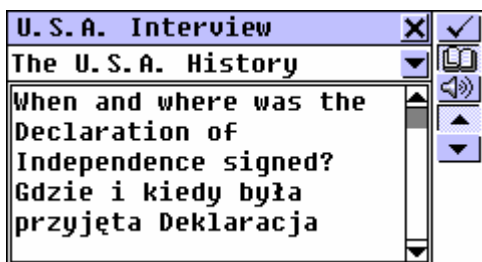 U.S.A. Interview
The U.S.A. History
When and where was the
Declaration of
Independence signed?
Gdzie i kiedy była
przyjęta Deklaracja